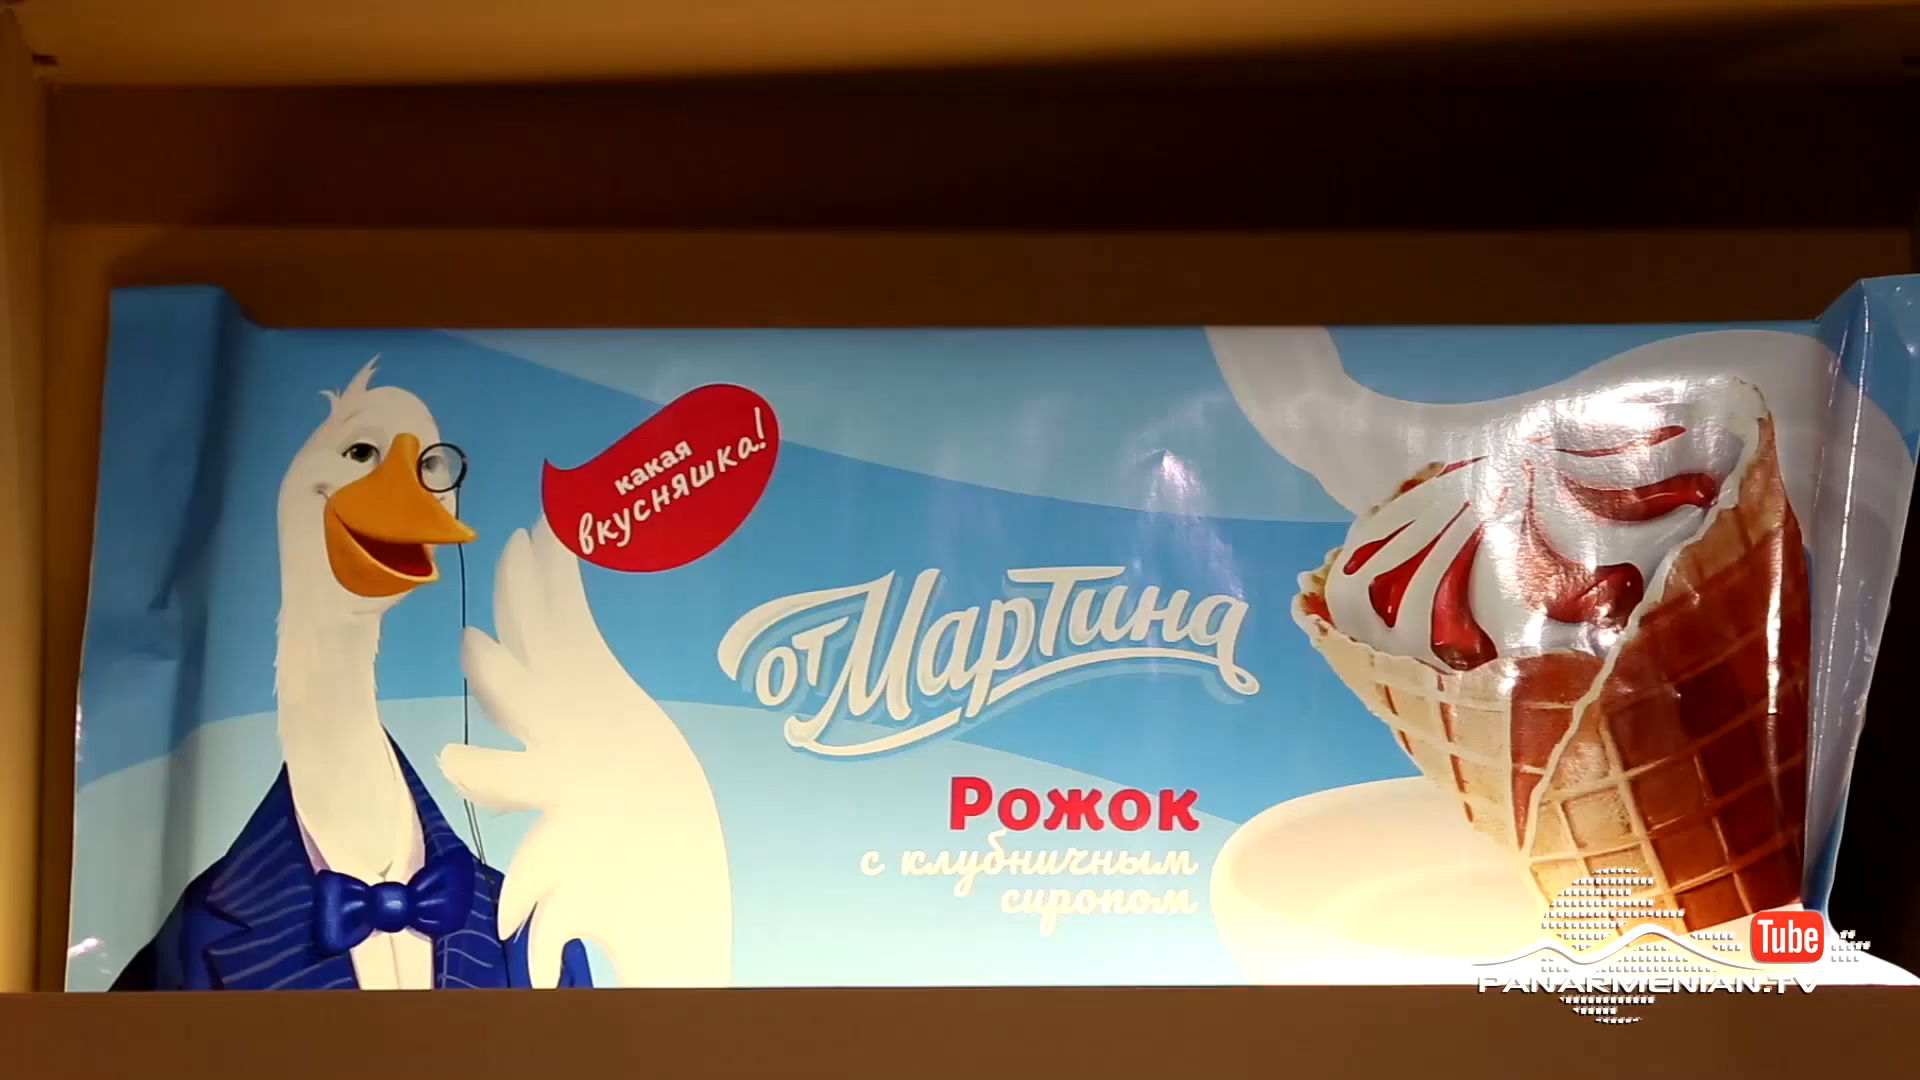 какая
вкусняшка!
от Мартина
Рожок
с клубничным
сиропом
Tube
PANARMENIAN.TV